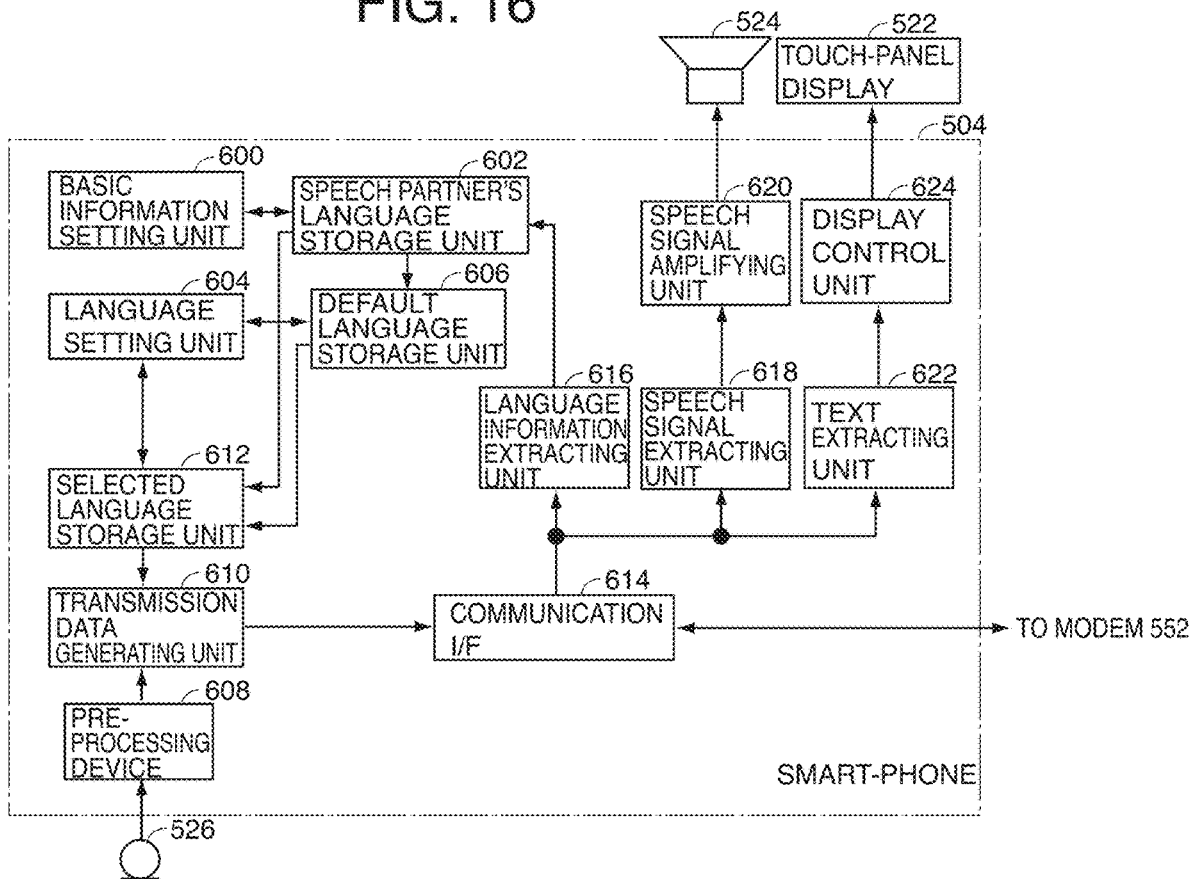 FIG. 16
524
522
TOUCH-PANEL
DISPLAY
504
600
BASIC
INFORMATION
SETTING UNIT
602
SPEECH PARTNER'S
LANGUAGE
STORAGE UNIT
620
SPEECH
SIGNAL
AMPLIFYING
UNIT
624
DISPLAY
CONTROL
UNIT
604
LANGUAGE
SETTING UNIT
606
DEFAULT
LANGUAGE
STORAGE UNIT
616
LANGUAGE
INFORMATION
EXTRACTING
UNIT
618
SPEECH
SIGNAL
EXTRACTING
UNIT
622
TEXT
EXTRACTING
UNIT
612
SELECTED
LANGUAGE
STORAGE UNIT
610
TRANSMISSION
DATA
GENERATING UNIT
614
COMMUNICATION
I/F
TO MODEM 552
608
PRE-
PROCESSING
DEVICE
SMART-PHONE
526